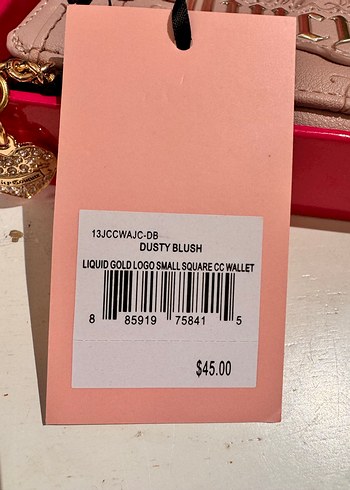 13JCCWAJC-DB
DUSTY BLUSH
LIQUID GOLD LOGO SMALL SQUARE CC WALLET
8 85919 75841 5
$45.00